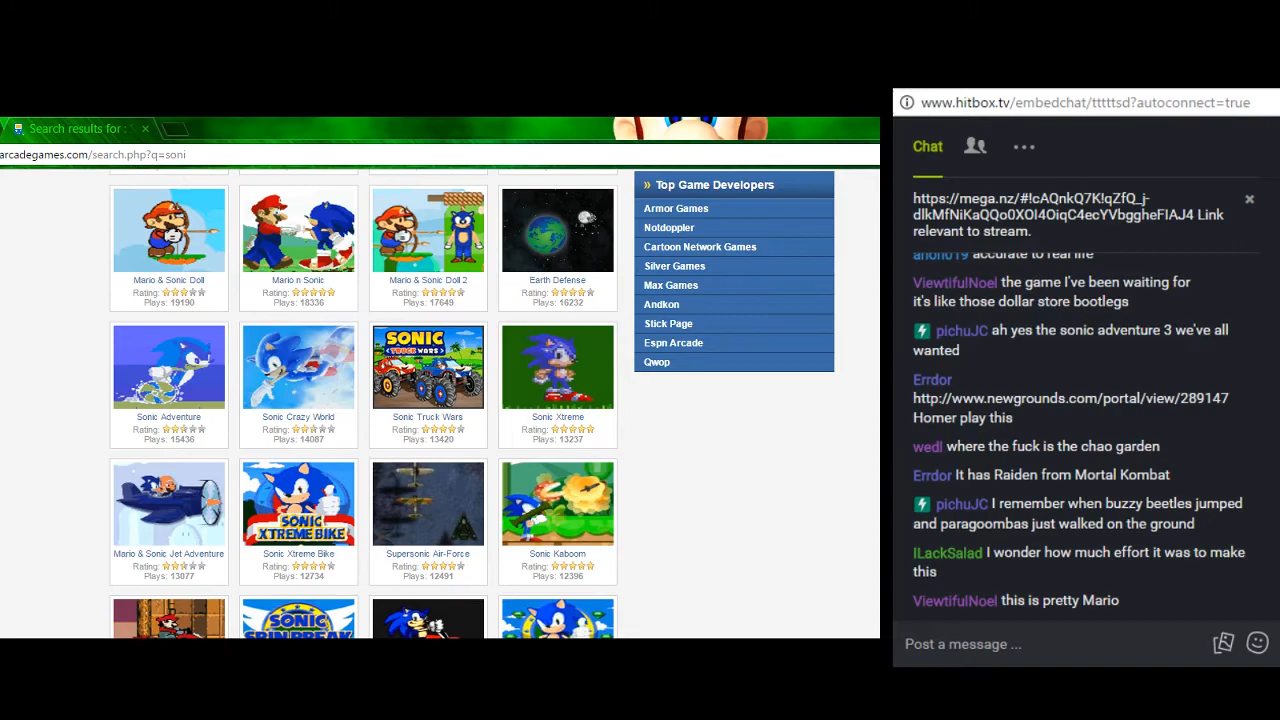 Search results for :
arcadegames.com/search.php?q=soni
Mario & Sonic Doll
Rating:
Plays: 19190
Mario n Sonic
Rating:
Plays: 18336
Mario & Sonic Doll 2
Rating:
Plays: 17649
Earth Defense
Rating:
Plays: 16232
SONIC
TRUCK WARS
Sonic Adventure
Rating:
Plays: 15436
Sonic Crazy World
Rating:
Plays: 14087
Sonic Truck Wars
Rating:
Plays: 13420
Sonic Xtreme
Rating:
Plays: 13237
SONIC
XTREME BIKE
Mario & Sonic Jet Adventure
Rating:
Plays: 13077
Sonic Xtreme Bike
Rating:
Plays: 12734
Supersonic Air-Force
Rating:
Plays: 12491
Sonic Kaboom
Rating:
Plays: 12396
SONIC
SPIN BREAK
» Top Game Developers
Armor Games
Notdoppler
Cartoon Network Games
Silver Games
Max Games
Andkon
Stick Page
Espn Arcade
Qwop
www.hitbox.tv/embedchat/tttttsd?autoconnect=true
Chat
https://mega.nz/#!cAQnkQ7K!qZfQ_j-
dlkMfNiKaQQo0XOI4OiqC4ecYVbggheFIAJ4 Link
relevant to stream.
anon019 accurate to real life
ViewtifulNoel the game I've been waiting for
it's like those dollar store bootlegs
pichuJC ah yes the sonic adventure 3 we've all
wanted
Errdor
http://www.newgrounds.com/portal/view/289147
Homer play this
wedl where the fuck is the chao garden
Errdor It has Raiden from Mortal Kombat
pichuJC I remember when buzzy beetles jumped
and paragoombas just walked on the ground
ILackSalad I wonder how much effort it was to make
this
ViewtifulNoel this is pretty Mario
Post a message ...